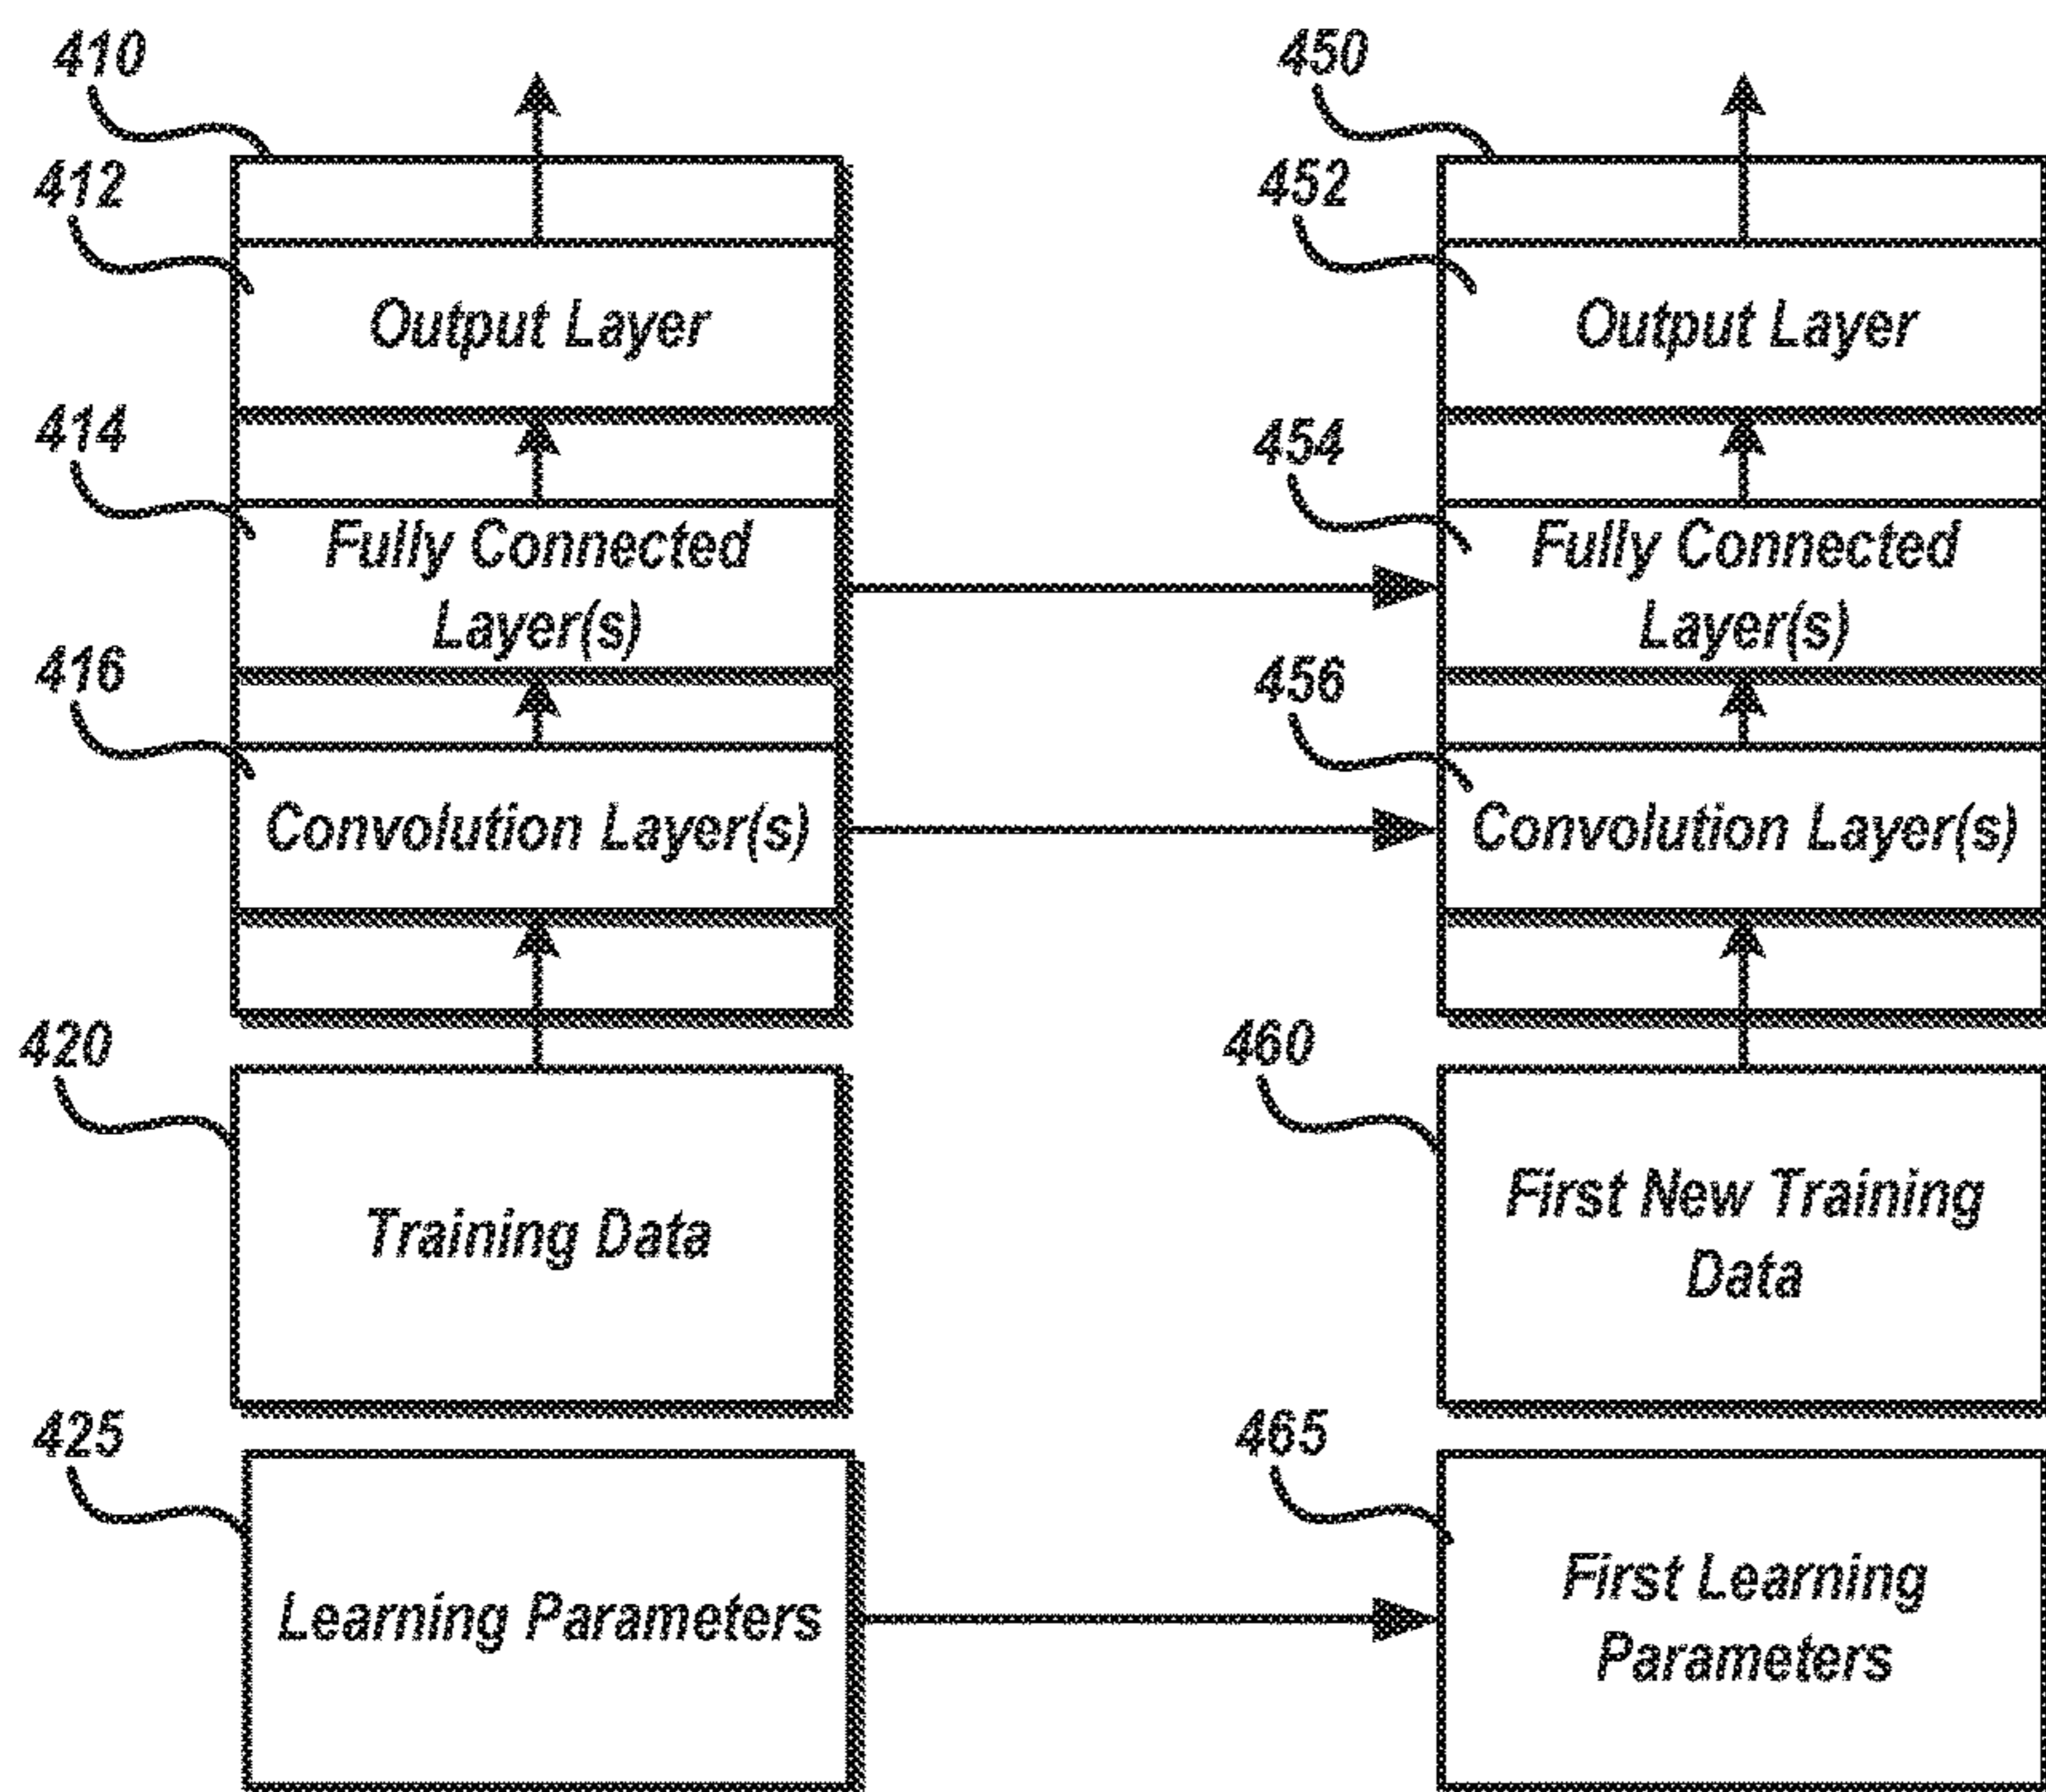 410
450
412
452
Output Layer
Output Layer
414
454
Fully Connected
Layer(s)
Fully Connected
Layer(s)
416
456
Convolution Layer(s)
Convolution Layer(s)
420
460
Training Data
First New Training
Data
425
465
Learning Parameters
First Learning
Parameters